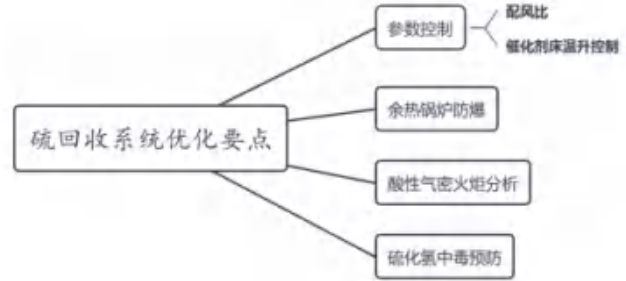 硫回收系统优化要点
参数控制
配风比
催化剂床温升控制
余热锅炉防爆
酸性气密火炬分析
硫化氢中毒预防